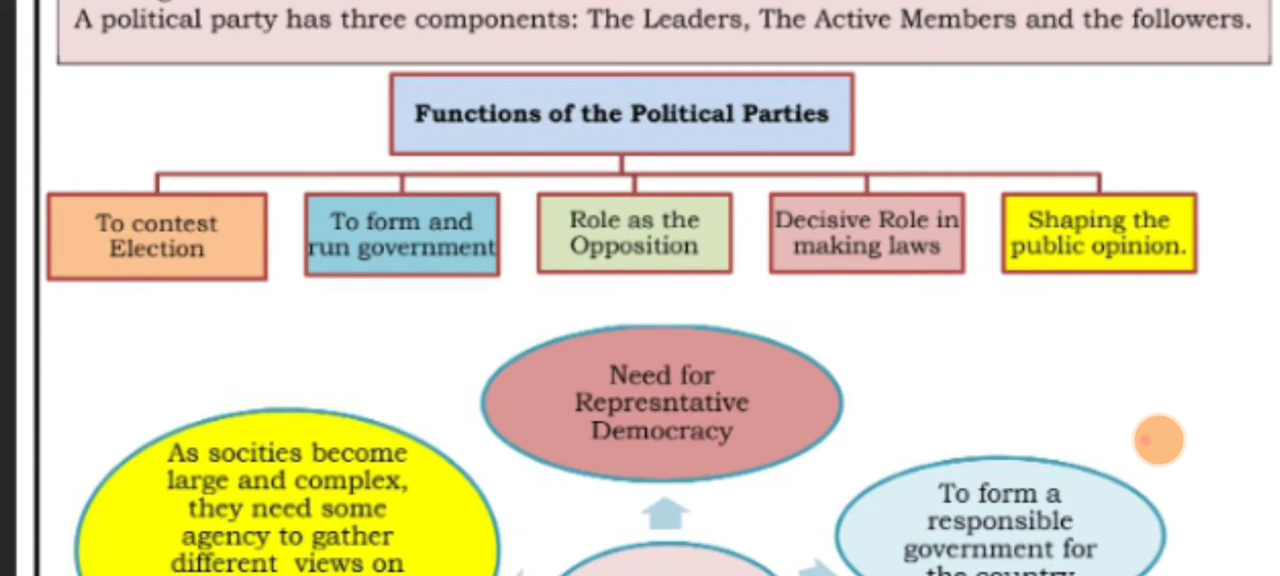 A political party has three components: The Leaders, The Active Members and the followers.
Functions of the Political Parties
To contest
Election
To form and
run government
Role as the
Opposition
Decisive Role in
making laws
Shaping the
public opinion.
Need for
Represntative
Democracy
As socities become
large and complex,
they need some
agency to gather
different views on
To form a
responsible
government for
the country